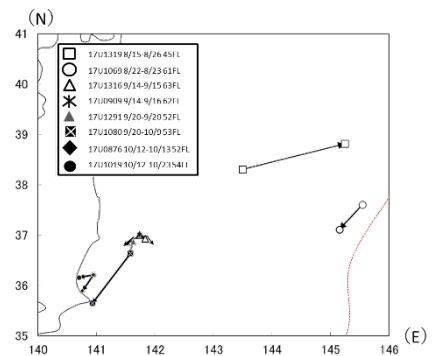 (N)
41
40
39
38
37
36
35
17U1319 8/15-8/26 45FL
17U1069 8/22-8/23 61FL
17U1316 9/14-9/15 63FL
17U0909 9/14-9/16 62FL
17U1291 9/20-9/20 52FL
17U1080 9/20-10/9 53FL
17U0876 10/12-10/13 52FL
17U1019 10/12-10/23 54FL
140 141 142 143 144 145 146
(E)